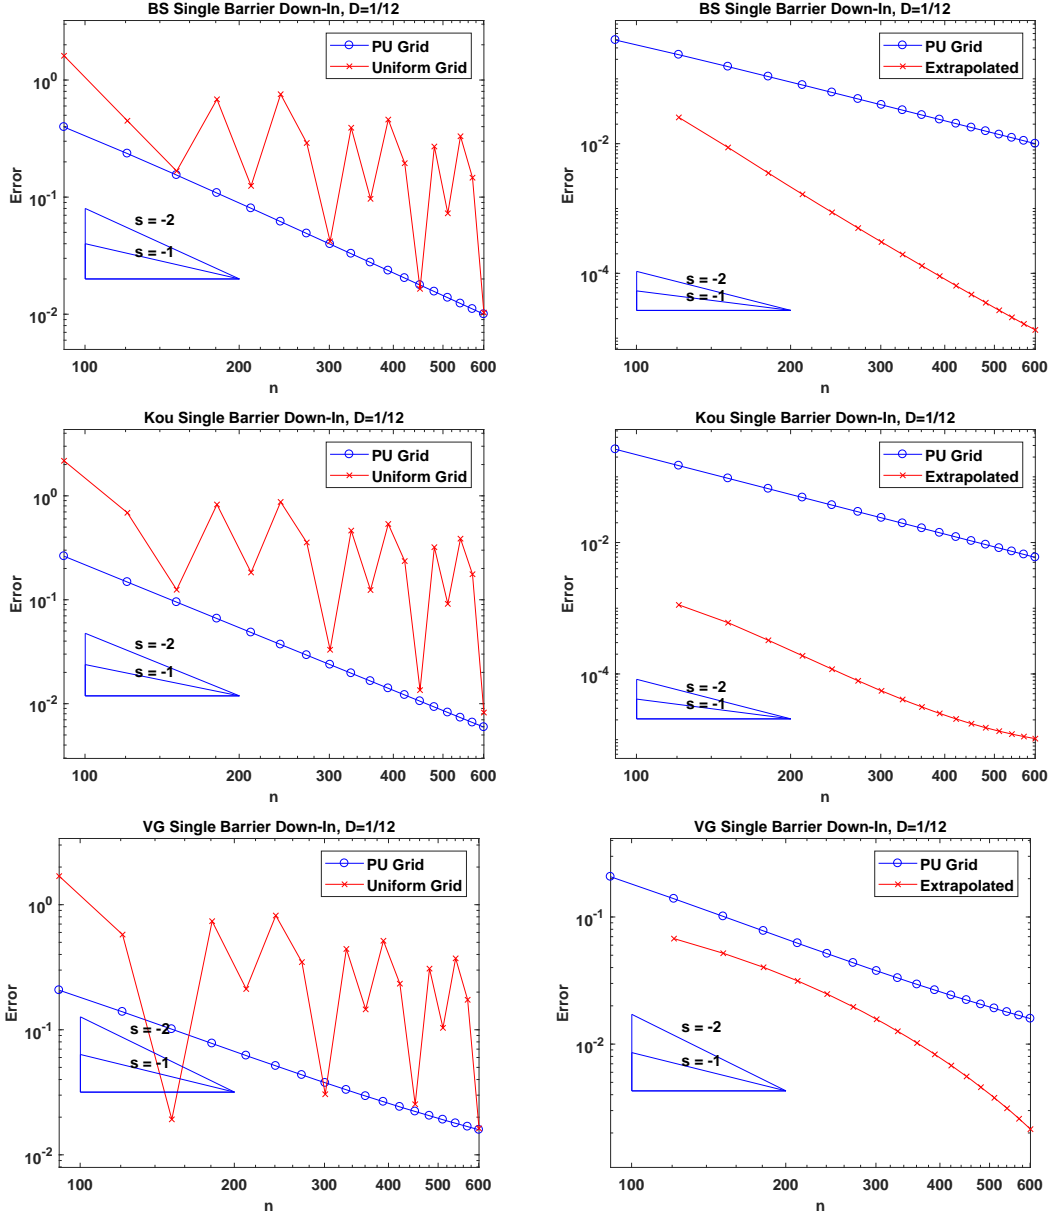 BS Single Barrier Down-In, D=1/12
PU Grid
Uniform Grid
10^0
10^-1
10^-2
Error
s = -2
s = -1
100 200 300 400 500 600
n
BS Single Barrier Down-In, D=1/12
PU Grid
Extrapolated
10^-2
10^-4
Error
s = -2
s = -1
100 200 300 400 500 600
n
Kou Single Barrier Down-In, D=1/12
PU Grid
Uniform Grid
10^0
10^-1
10^-2
Error
s = -2
s = -1
100 200 300 400 500 600
n
Kou Single Barrier Down-In, D=1/12
PU Grid
Extrapolated
10^-2
10^-4
Error
s = -2
s = -1
100 200 300 400 500 600
n
VG Single Barrier Down-In, D=1/12
PU Grid
Uniform Grid
10^0
10^-1
10^-2
Error
s = -2
s = -1
100 200 300 400 500 600
n
VG Single Barrier Down-In, D=1/12
PU Grid
Extrapolated
10^-1
10^-2
Error
s = -2
s = -1
100 200 300 400 500 600
n